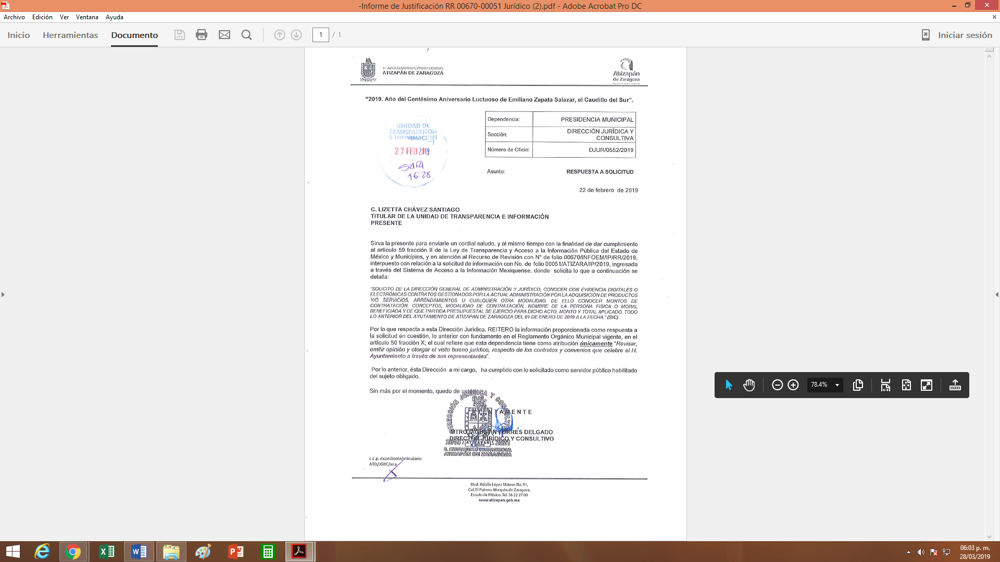 -Informe de Justificación RR 00670-00051 Jurídico (2).pdf - Adobe Acrobat Pro DC
Archivo Edición Ver Ventana Ayuda
Inicio Herramientas Documento 1 / 1 Iniciar sesión
H. AYUNTAMIENTO CONSTITUCIONAL
ATIZAPÁN DE ZARAGOZA
Atizapán
de Zaragoza
"2019. Año del Centésimo Aniversario Luctuoso de Emiliano Zapata Salazar, el Caudillo del Sur".
UNIDAD DE
TRANSPARENCIA
E INFORMACIÓN
27 FEB 2019
16:28
Dependencia: PRESIDENCIA MUNICIPAL
Sección: DIRECCIÓN JURÍDICA Y
CONSULTIVA
Número de Oficio: DJUR/0552/2019
Asunto: RESPUESTA A SOLICITUD
22 de febrero de 2019
C. LIZETTA CHÁVEZ SANTIAGO
TITULAR DE LA UNIDAD DE TRANSPARENCIA E INFORMACIÓN
PRESENTE
Sirva la presente para enviarle un cordial saludo, y al mismo tiempo con la finalidad de dar cumplimiento
al artículo 59 fracción II de la Ley de Transparencia y Acceso a la Información Pública del Estado de
México y Municipios, y en atención al Recurso de Revisión con N° de folio 00670/INFOEM/IP/RR/2019,
interpuesto con relación a la solicitud de información con No. de folio 00051/ATIZARA/IP/2019, ingresada
a través del Sistema de Acceso a la Información Mexiquense, donde solicita lo que a continuación se
detalla:
"SOLICITO DE LA DIRECCIÓN GENERAL DE ADMINISTRACIÓN Y JURÍDICO, CONOCER CON EVIDENCIA DIGITALES O
ELECTRÓNICAS CONTRATOS GESTIONADOS POR LA ACTUAL ADMINISTRACIÓN POR LA ADQUISICIÓN DE PRODUCTOS
Y/O SERVICIOS, ARRENDAMIENTOS U CUALQUIER OTRA MODALIDAD. DE ELLO CONOCER MONTOS DE
CONTRATACIÓN, CONCEPTOS, MODALIDAD DE CONTRATACIÓN, NOMBRE DE LA PERSONA FISICA O MORAL
BENEFICIADA Y DE QUE PARTIDA PRESUPUESTAL SE EJERCIO PARA DICHO ACTO, MONTO Y TOTAL APLICADO. TODO
LO ANTERIOR DEL AYUTAMIENTO DE ATIZAPAN DE ZARAGOZA DEL 01 DE ENERO DE 2019 A LA FECHA." (SIC).
Por lo que respecta a esta Dirección Jurídica, REITERO la información proporcionada como respuesta a
la solicitud en cuestión, lo anterior con fundamento en el Reglamento Orgánico Municipal vigente, en el
artículo 50 fracción X; el cual refiere que esta dependencia tiene como atribución únicamente "Revisar,
emitir opinión y otorgar el visto bueno jurídico, respecto de los contratos y convenios que celebre el H.
Ayuntamiento a través de sus representantes".
Por lo anterior, ésta Dirección a mi cargo, ha cumplido con lo solicitado como servidor público habilitado
del sujeto obligado.
Sin más por el momento, quedo de usted.
DIRECCIÓN JURÍDICA Y CONSULTIVA
ATENTAMENTE
MTRO. AGUSTIN TORRES DELGADO
DIRECTOR JURÍDICO Y CONSULTIVO
2019 ATIZAPÁN 2021
H. AYUNTAMIENTO CONSTITUCIONAL
ATIZAPÁN DE ZARAGOZA
c.c.p. expediente/minutario
ATD/JGBC/aca
Blvd. Adolfo López Mateos No. 91,
Col. El Potrero Atizapán de Zaragoza,
Estado de México. Tel. 36 22 27 00
www.atizapan.gob.mx
78.4%
06:03 p. m.
28/03/2019